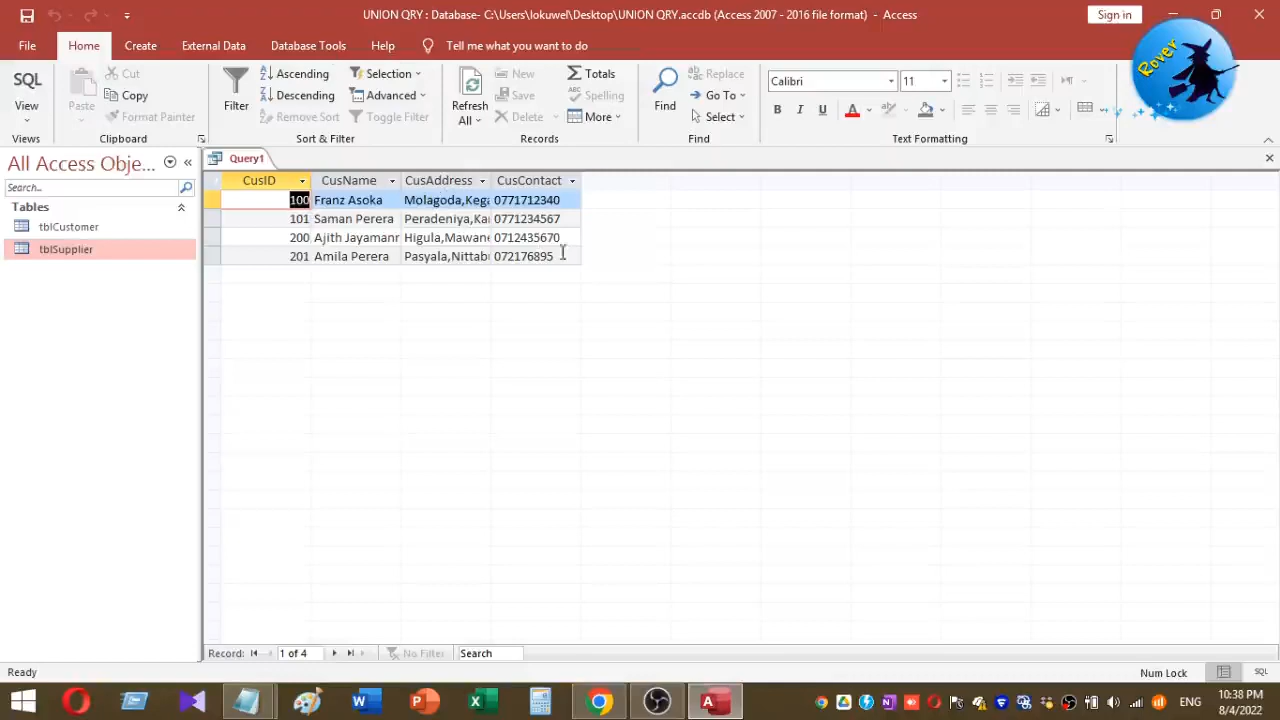 UNION QRY : Database- C:\Users\lokuwel\Desktop\UNION QRY.accdb (Access 2007 - 2016 file format) - Access
Sign in
File Home Create External Data Database Tools Help Tell me what you want to do
Rover
SQL
View
Views
Paste
Cut
Copy
Format Painter
Clipboard
Filter
Ascending
Descending
Remove Sort
Selection
Advanced
Toggle Filter
Sort & Filter
Refresh
All
New
Save
Delete
Totals
Spelling
More
Records
Find
Replace
Go To
Select
Find
Calibri 11
B I U A
Text Formatting
All Access Obje...
Search...
Tables
tblCustomer
tblSupplier
Query1
CusID CusName CusAddress CusContact
100 Franz Asoka Molagoda,Kega 0771712340
101 Saman Perera Peradeniya,Kan 0771234567
200 Ajith Jayamanr Higula,Mawane 0712435670
201 Amila Perera Pasyala,Nittab 072176895
Record: 1 of 4 No Filter Search
Ready
Num Lock
SQL
ENG
10:38 PM
8/4/2022